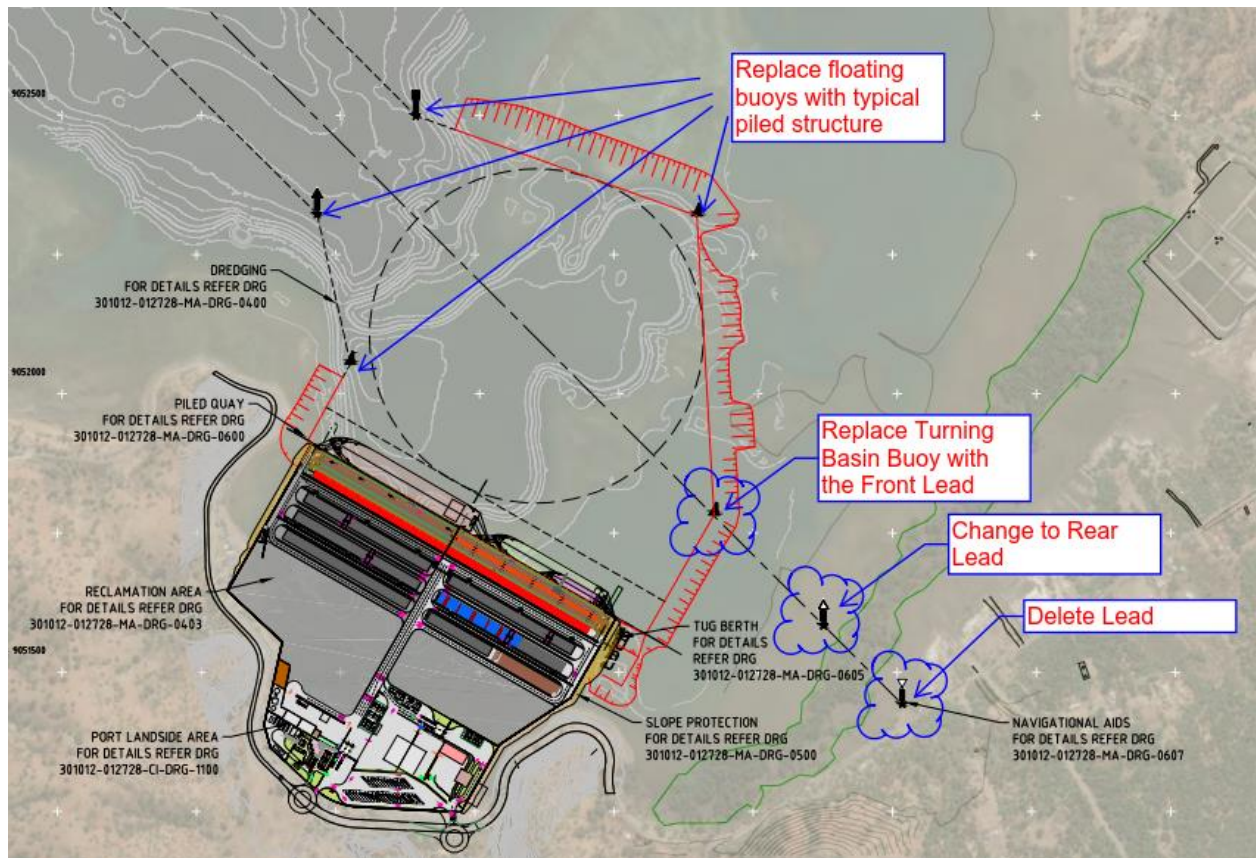 9052500
Replace floating
buoys with typical
piled structure
DREDGING
FOR DETAILS REFER DRG
301012-012728-MA-DRG-0400
9052000
PILED QUAY
FOR DETAILS REFER DRG
301012-012728-MA-DRG-0600
Replace Turning
Basin Buoy with
the Front Lead
Change to Rear
Lead
Delete Lead
RECLAMATION AREA
FOR DETAILS REFER DRG
301012-012728-MA-DRG-0403
9051500
TUG BERTH
FOR DETAILS
REFER DRG
301012-012728-MA-DRG-0605
SLOPE PROTECTION
FOR DETAILS REFER DRG
301012-012728-MA-DRG-0500
NAVIGATIONAL AIDS
FOR DETAILS REFER DRG
301012-012728-MA-DRG-0607
PORT LANDSIDE AREA
FOR DETAILS REFER DRG
301012-012728-CI-DRG-1100